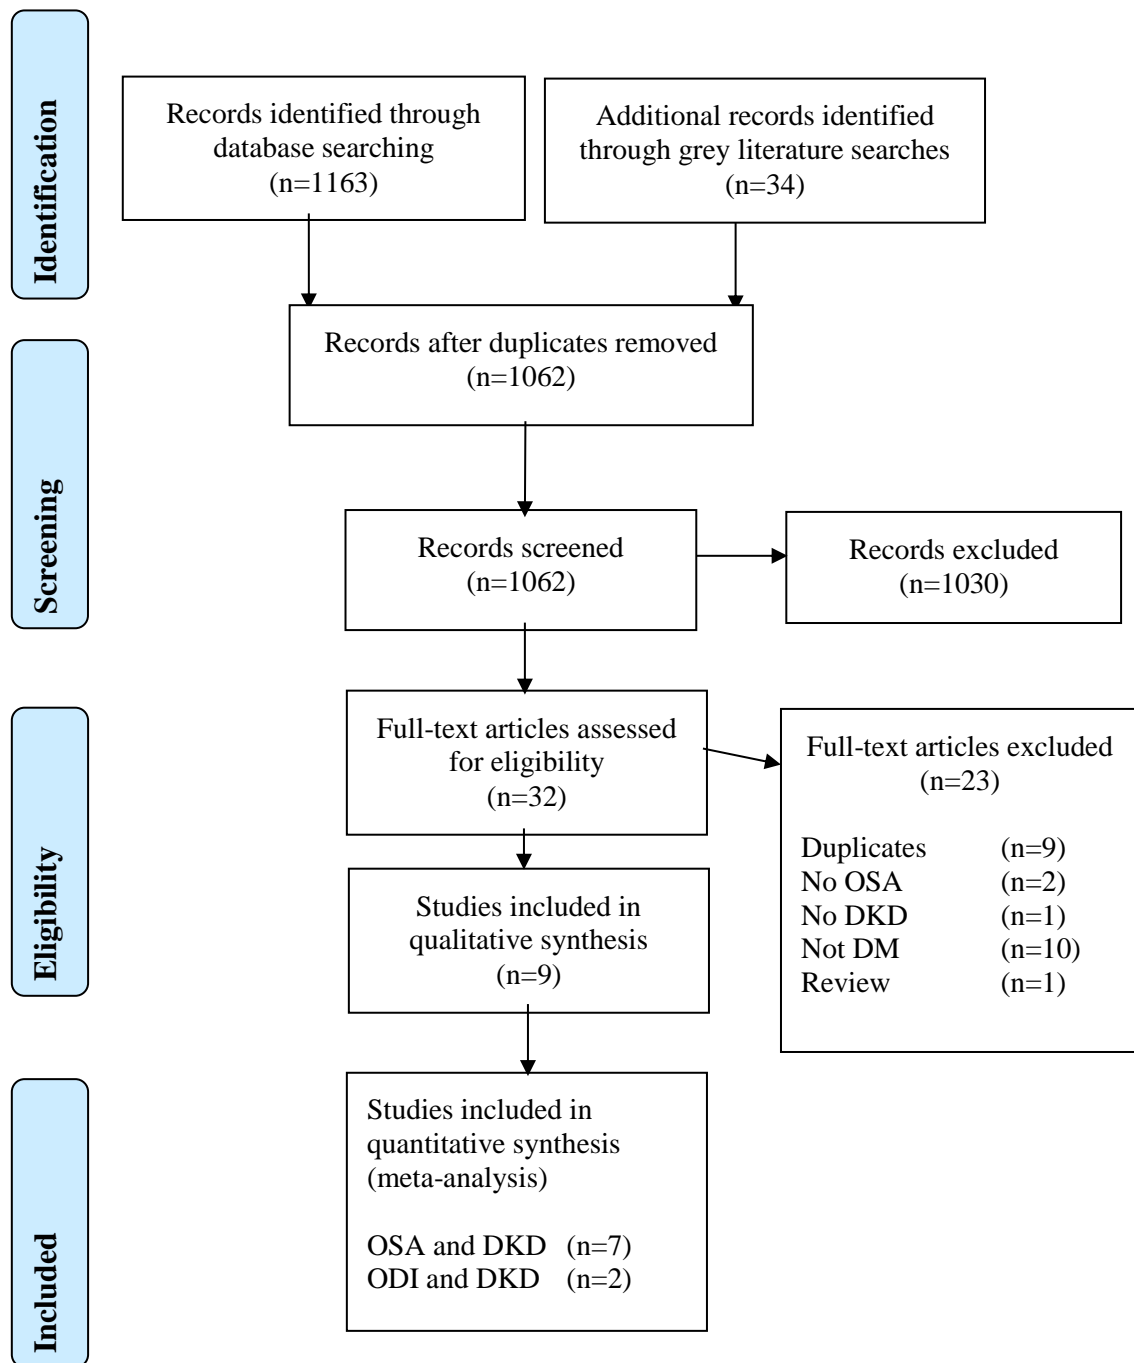 Identification
Records identified through
database searching
(n=1163)
Additional records identified
through grey literature searches
(n=34)
Records after duplicates removed
(n=1062)
Screening
Records screened
(n=1062)
Records excluded
(n=1030)
Eligibility
Full-text articles assessed
for eligibility
(n=32)
Full-text articles excluded
(n=23)
Duplicates (n=9)
No OSA (n=2)
No DKD (n=1)
Not DM (n=10)
Review (n=1)
Studies included in
qualitative synthesis
(n=9)
Included
Studies included in
quantitative synthesis
(meta-analysis)
OSA and DKD (n=7)
ODI and DKD (n=2)